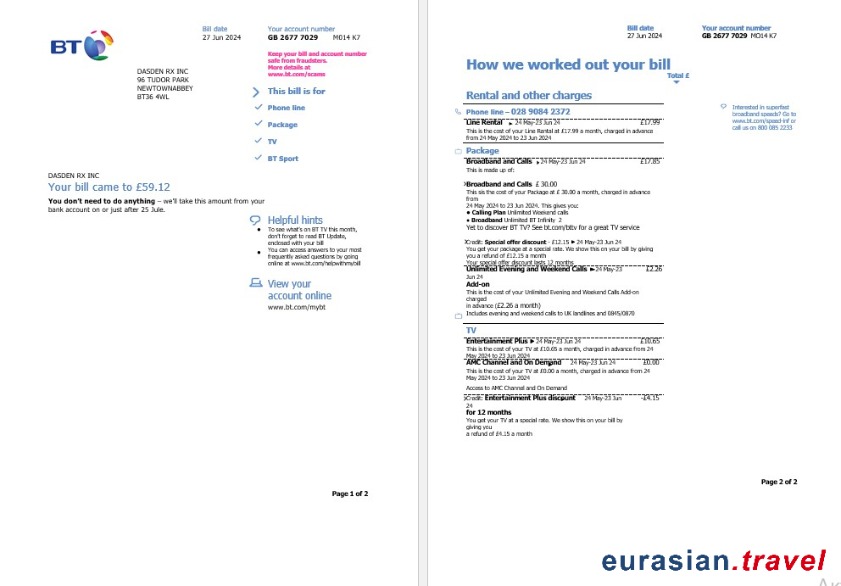 BT
Bill date
27 Jun 2024
Your account number
GB 2677 7029 M014 K7
Keep your bill and account number
safe from fraudsters.
More details at
www.bt.com/scams
DASDEN RX INC
96 TUDOR PARK
NEWTOWNABBEY
BT36 4WL
This bill is for
Phone line
Package
TV
BT Sport
DASDEN RX INC
Your bill came to £59.12
You don't need to do anything – we'll take this amount from your
bank account on or just after 25 Jule.
Helpful hints
To see what's on BT TV this month,
don't forget to read BT Update,
enclosed with your bill
You can access answers to your most
frequently asked questions by going
online at www.bt.com/helpwithmybill
View your
account online
www.bt.com/mybt
Page 1 of 2
Bill date
27 Jun 2024
Your account number
GB 2677 7029 M014 K7
How we worked out your bill
Total £
Rental and other charges
Phone line – 028 9084 2372
Line Rental ► 24 May-23 Jun 24 £17.99
This is the cost of your Line Rental at £17.99 a month, charged in advance
from 24 May 2024 to 23 Jun 2024
Interested in superfast
broadband speeds? Go to
www.bt.com/speed-inf or
call us on 800 085 2233
Package
Broadband and Calls ► 24 May-23 Jun 24 £17.85
This is made up of:
Broadband and Calls £ 30.00
This sis the cost of your Package at £ 30.00 a month, charged in advance
from
24 May 2024 to 23 Jun 2024. This gives you:
• Calling Plan Unlimited Weekend calls
• Broadband Unlimited BT Infinity 2
Yet to discover BT TV? See bt.com/bttv for a great TV service
Credit: Special offer discount - £12.15 ► 24 May-23 Jun 24
You get your package at a special rate. We show this on your bill by giving
you a refund of £12.15 a month
Your special offer discount lasts 12 months
Unlimited Evening and Weekend Calls ► 24 May-23 £2.26
Jun 24
Add-on
This is the cost of your Unlimited Evening and Weekend Calls Add-on
charged
in advance (£2.26 a month)
Includes evening and weekend calls to UK landlines and 0845/0870
TV
Entertainment Plus ► 24 May-23 Jun 24 £10.65
This is the cost of your TV at £10.65 a month, charged in advance from 24
May 2024 to 23 Jun 2024
AMC Channel and On Demand 24 May-23 Jun 24 £0.00
This is the cost of your TV at £0.00 a month, charged in advance from 24
May 2024 to 23 Jun 2024
Access to AMC Channel and On Demand
Credit: Entertainment Plus discount 24 May-23 Jun -£4.15
24
for 12 months
You get your TV at a special rate. We show this on your bill by
giving you
a refund of £4.15 a month
Page 2 of 2
eurasian.travel